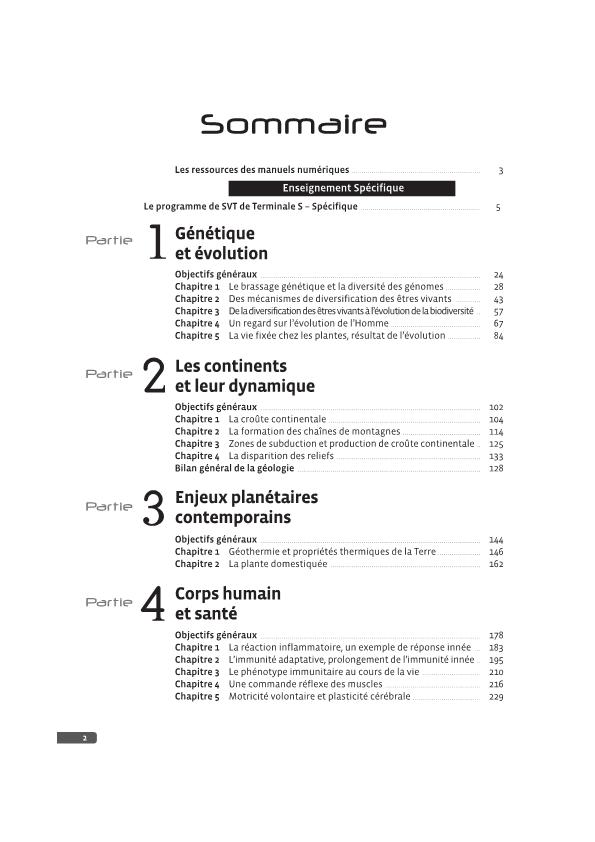 Sommaire
Les ressources des manuels numériques 3
Enseignement Spécifique
Le programme de SVT de Terminale S – Spécifique 5
Partie 1 Génétique
et évolution
Objectifs généraux 24
Chapitre 1 Le brassage génétique et la diversité des génomes 28
Chapitre 2 Des mécanismes de diversification des êtres vivants 43
Chapitre 3 De la diversification des êtres vivants à l'évolution de la biodiversité 57
Chapitre 4 Un regard sur l'évolution de l'Homme 67
Chapitre 5 La vie fixée chez les plantes, résultat de l'évolution 84
Partie 2 Les continents
et leur dynamique
Objectifs généraux 102
Chapitre 1 La croûte continentale 104
Chapitre 2 La formation des chaînes de montagnes 114
Chapitre 3 Zones de subduction et production de croûte continentale 125
Chapitre 4 La disparition des reliefs 133
Bilan général de la géologie 128
Partie 3 Enjeux planétaires
contemporains
Objectifs généraux 144
Chapitre 1 Géothermie et propriétés thermiques de la Terre 146
Chapitre 2 La plante domestiquée 162
Partie 4 Corps humain
et santé
Objectifs généraux 178
Chapitre 1 La réaction inflammatoire, un exemple de réponse innée 183
Chapitre 2 L'immunité adaptative, prolongement de l'immunité innée 195
Chapitre 3 Le phénotype immunitaire au cours de la vie 210
Chapitre 4 Une commande réflexe des muscles 216
Chapitre 5 Motricité volontaire et plasticité cérébrale 229
2